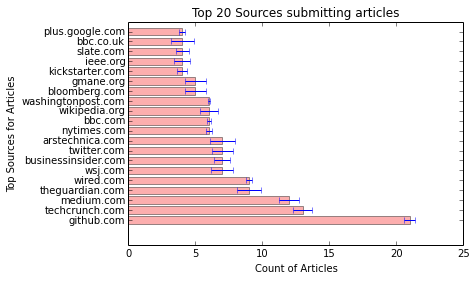 Top 20 Sources submitting articles
Top Sources for Articles
plus.google.com
bbc.co.uk
slate.com
ieee.org
kickstarter.com
gmane.org
bloomberg.com
washingtonpost.com
wikipedia.org
bbc.com
nytimes.com
arstechnica.com
twitter.com
businessinsider.com
wsj.com
wired.com
theguardian.com
medium.com
techcrunch.com
github.com
0 5 10 15 20 25
Count of Articles